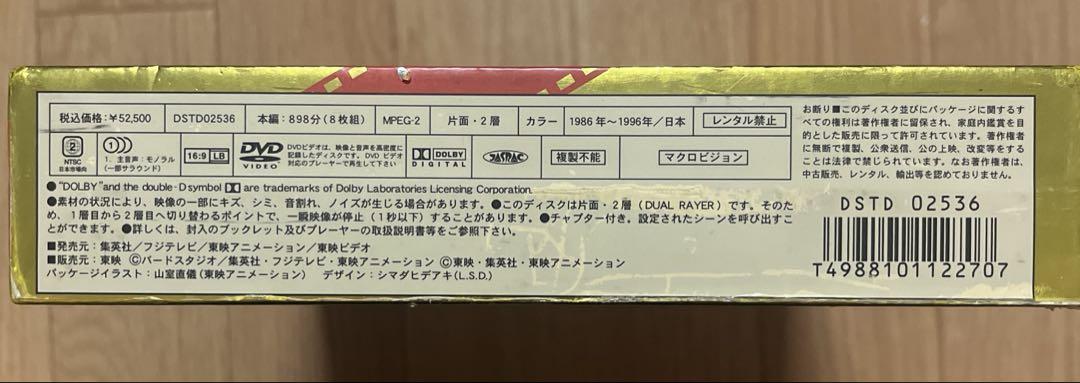 税込価格：¥52,500 DSTD02536 本編：898分（8枚組） MPEG-2 片面・2層 カラー 1986年〜1996年／日本 レンタル禁止
2 NTSC 日本市場向
1. 主音声：モノラル（一部サラウンド）
16:9 LB
DVD VIDEO
DVDビデオは、映像と音声を高密度に記録したディスクです。DVDビデオ対応のプレーヤーで再生して下さい
DOLBY DIGITAL JASRAC 複製不能 マクロビジョン
●"DOLBY"and the double-D symbol are trademarks of Dolby Laboratories Licensing Corporation.
●素材の状況により、映像の一部にキズ、シミ、音割れ、ノイズが生じる場合があります。●このディスクは片面・2層（DUAL RAYER）です。そのた
め、1層目から2層目へ切り替わるポイントで、一瞬映像が停止（1秒以下）することがあります。●チャプター付き。設定されたシーンを呼び出すこ
とができます。●詳しくは、封入のブックレット及びプレーヤーの取扱説明書等をご参照下さい。
■発売元：集英社／フジテレビ／東映アニメーション／東映ビデオ
■販売元：東映 Ⓒバードスタジオ／集英社・フジテレビ・東映アニメーション Ⓒ東映・集英社・東映アニメーション
パッケージイラスト：山室直儀（東映アニメーション） デザイン：シマダヒデアキ（L.S.D.）
お断り■このディスク並びにパッケージに関するす
べての権利は著作権者に留保され、家庭内鑑賞を目
的とした販売に限って許可されています。著作権者
に無断で複製、公衆送信、公の上映、改変等をする
ことは法律で禁じられています。なお著作権者は、
中古販売、レンタル、輸出等を認めておりません。
DSTD 02536
T4988101122707